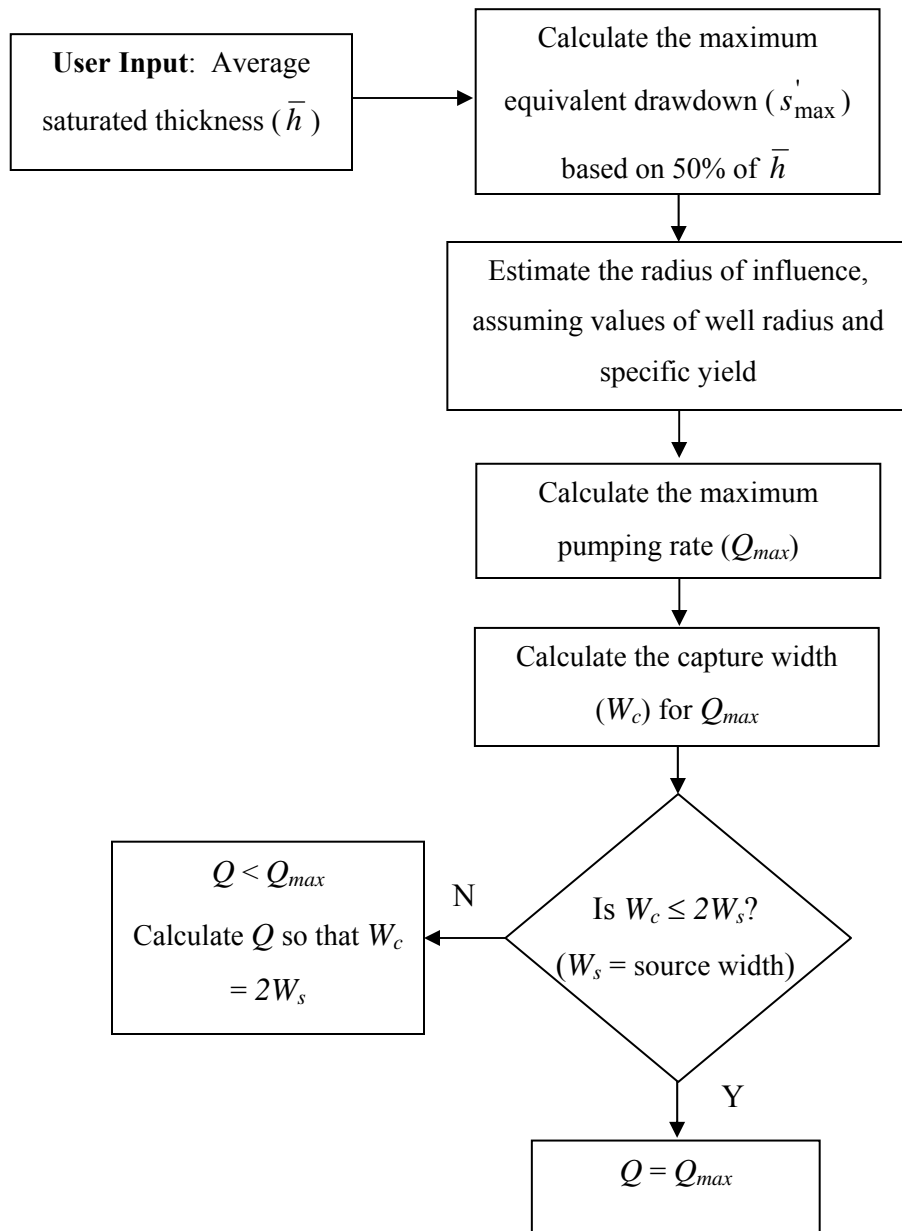 User Input: Average
saturated thickness ( h̅ )
Calculate the maximum
equivalent drawdown ( s'max )
based on 50% of h̅
Estimate the radius of influence,
assuming values of well radius and
specific yield
Calculate the maximum
pumping rate (Qmax)
Calculate the capture width
(Wc) for Qmax
Is Wc ≤ 2Ws?
(Ws = source width)
N
Q < Qmax
Calculate Q so that Wc
= 2Ws
Y
Q = Qmax